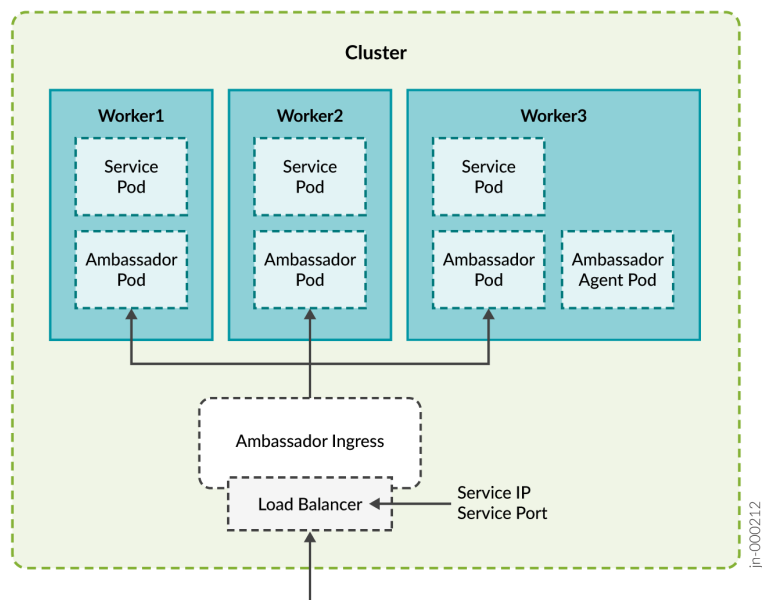 Cluster
Worker1
Worker2
Worker3
Service
Pod
Service
Pod
Service
Pod
Ambassador
Pod
Ambassador
Pod
Ambassador
Pod
Ambassador
Agent Pod
Ambassador Ingress
Load Balancer
Service IP
Service Port
jn-000212